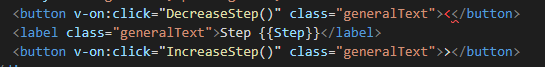 <button v-on:click="DecreaseStep()" class="generalText"><</button>
<label class="generalText">Step {{Step}}</label>
<button v-on:click="IncreaseStep()" class="generalText">></button>